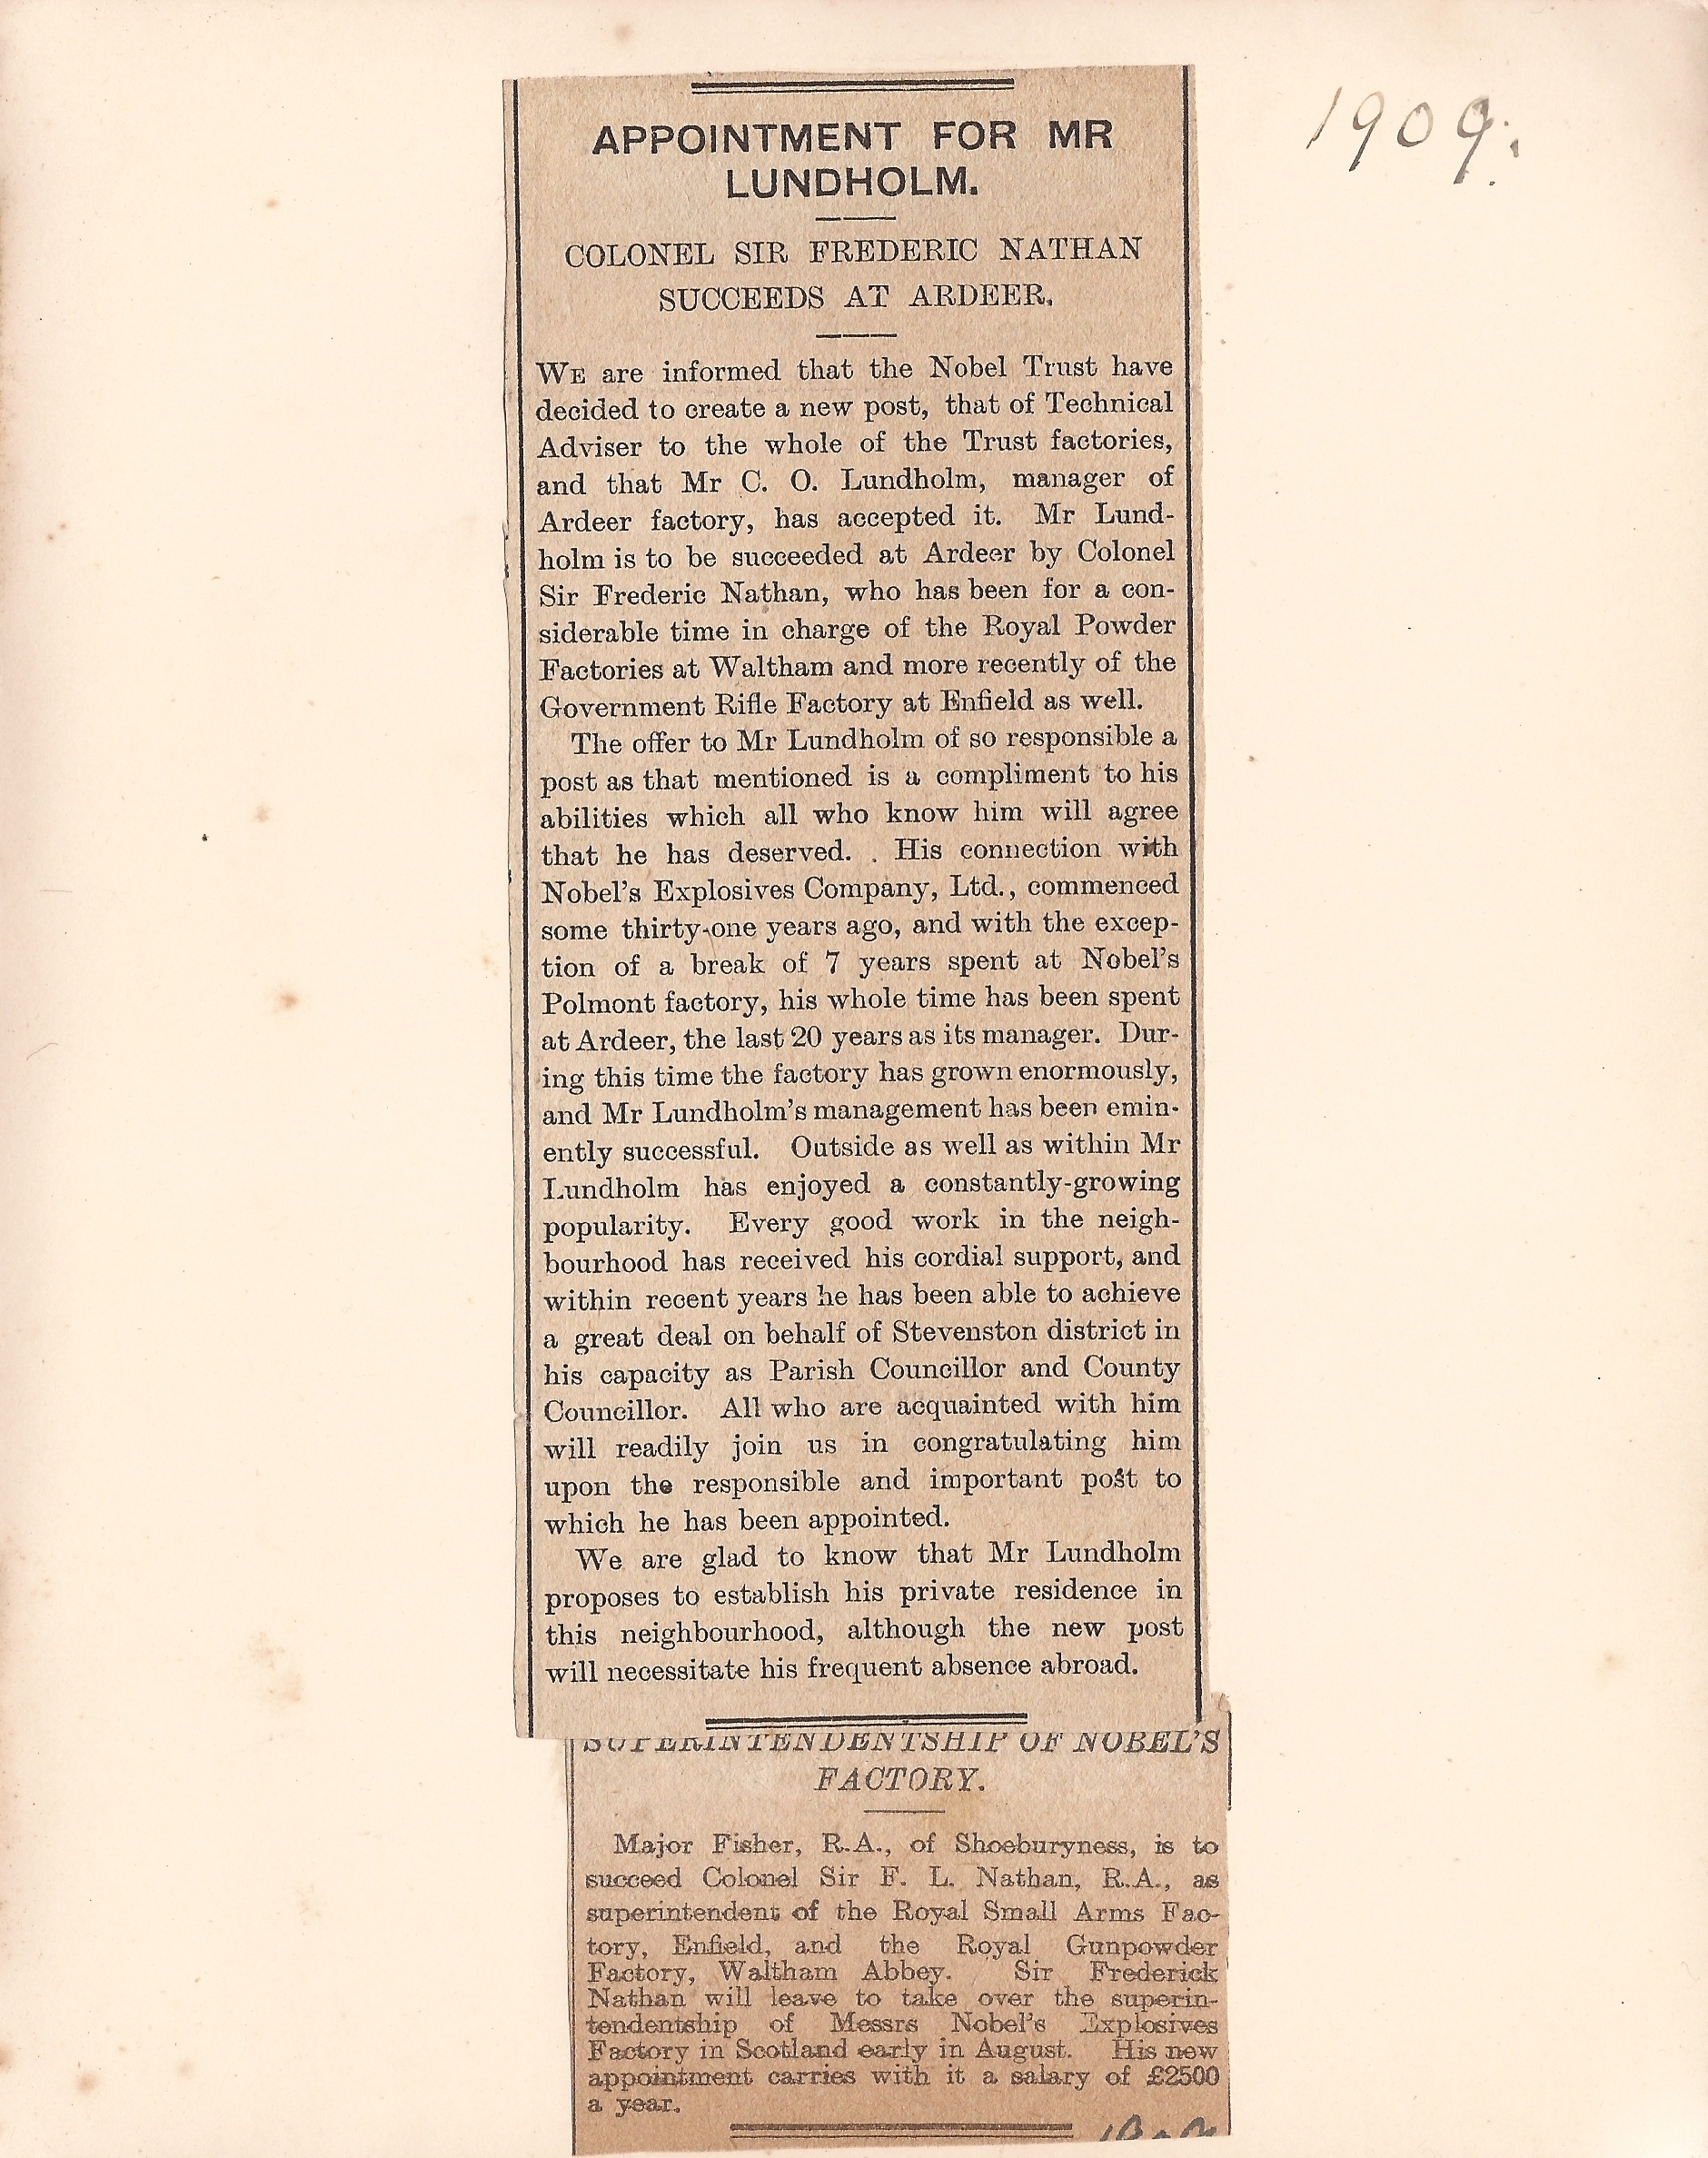 1909.
APPOINTMENT FOR MR
LUNDHOLM.
COLONEL SIR FREDERIC NATHAN
SUCCEEDS AT ARDEER.
WE are informed that the Nobel Trust have
decided to create a new post, that of Technical
Adviser to the whole of the Trust factories,
and that Mr C. O. Lundholm, manager of
Ardeer factory, has accepted it. Mr Lund-
holm is to be succeeded at Ardeer by Colonel
Sir Frederic Nathan, who has been for a con-
siderable time in charge of the Royal Powder
Factories at Waltham and more recently of the
Government Rifle Factory at Enfield as well.
The offer to Mr Lundholm of so responsible a
post as that mentioned is a compliment to his
abilities which all who know him will agree
that he has deserved. . His connection with
Nobel's Explosives Company, Ltd., commenced
some thirty-one years ago, and with the excep-
tion of a break of 7 years spent at Nobel's
Polmont factory, his whole time has been spent
at Ardeer, the last 20 years as its manager. Dur-
ing this time the factory has grown enormously,
and Mr Lundholm's management has been emin-
ently successful. Outside as well as within Mr
Lundholm has enjoyed a constantly-growing
popularity. Every good work in the neigh-
bourhood has received his cordial support, and
within recent years he has been able to achieve
a great deal on behalf of Stevenston district in
his capacity as Parish Councillor and County
Councillor. All who are acquainted with him
will readily join us in congratulating him
upon the responsible and important post to
which he has been appointed.
We are glad to know that Mr Lundholm
proposes to establish his private residence in
this neighbourhood, although the new post
will necessitate his frequent absence abroad.
SUPERINTENDENTSHIP OF NOBEL'S
FACTORY.
Major Fisher, R.A., of Shoeburyness, is to
succeed Colonel Sir F. L. Nathan, R.A., as
superintendent of the Royal Small Arms Fac-
tory, Enfield, and the Royal Gunpowder
Factory, Waltham Abbey. Sir Frederick
Nathan will leave to take over the superin-
tendentship of Messrs Nobel's Explosives
Factory in Scotland early in August. His new
appointment carries with it a salary of £2500
a year.